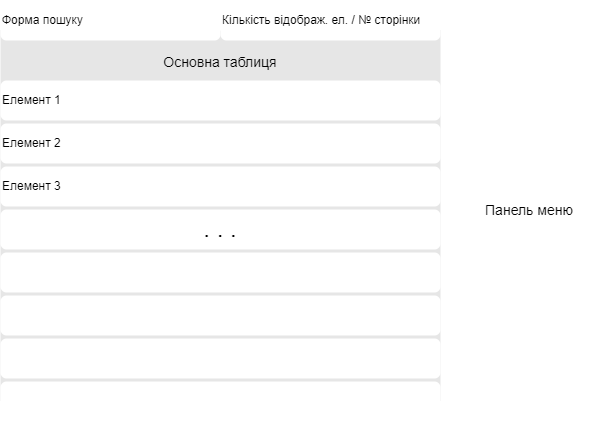 Форма пошуку
Кількість відображ. ел. / № сторінки
Основна таблиця
Елемент 1
Елемент 2
Елемент 3
. . .
Панель меню